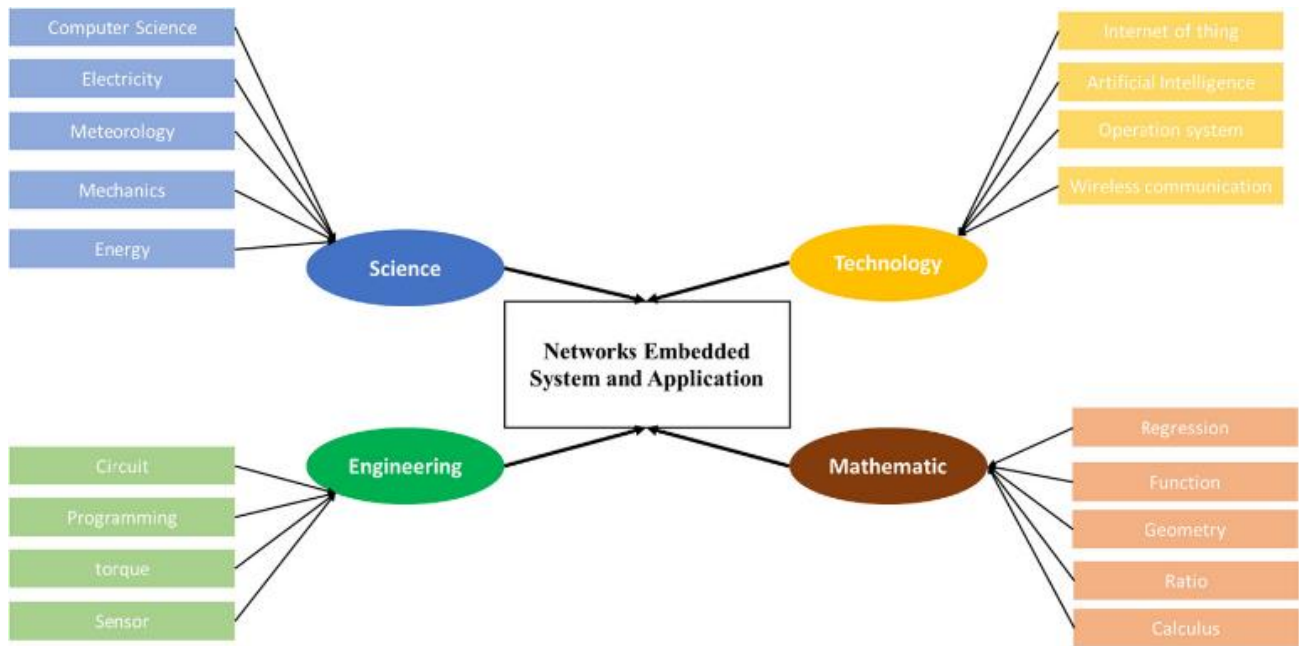 Computer Science
Electricity
Meteorology
Mechanics
Energy
Science
Internet of thing
Artificial Intelligence
Operation system
Wireless communication
Technology
Networks Embedded
System and Application
Circuit
Programming
torque
Sensor
Engineering
Mathematic
Regression
Function
Geometry
Ratio
Calculus